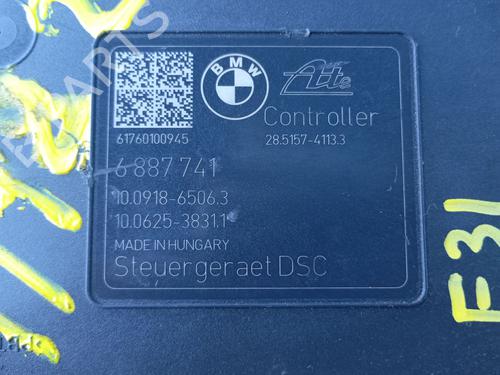 BMW
Ate
Controller
61760100945
28.5157-4113.3
6 887 741
10.0918-6506.3
10.0625-3831.1
MADE IN HUNGARY
Steuergeraet DSC
E31
PARTS